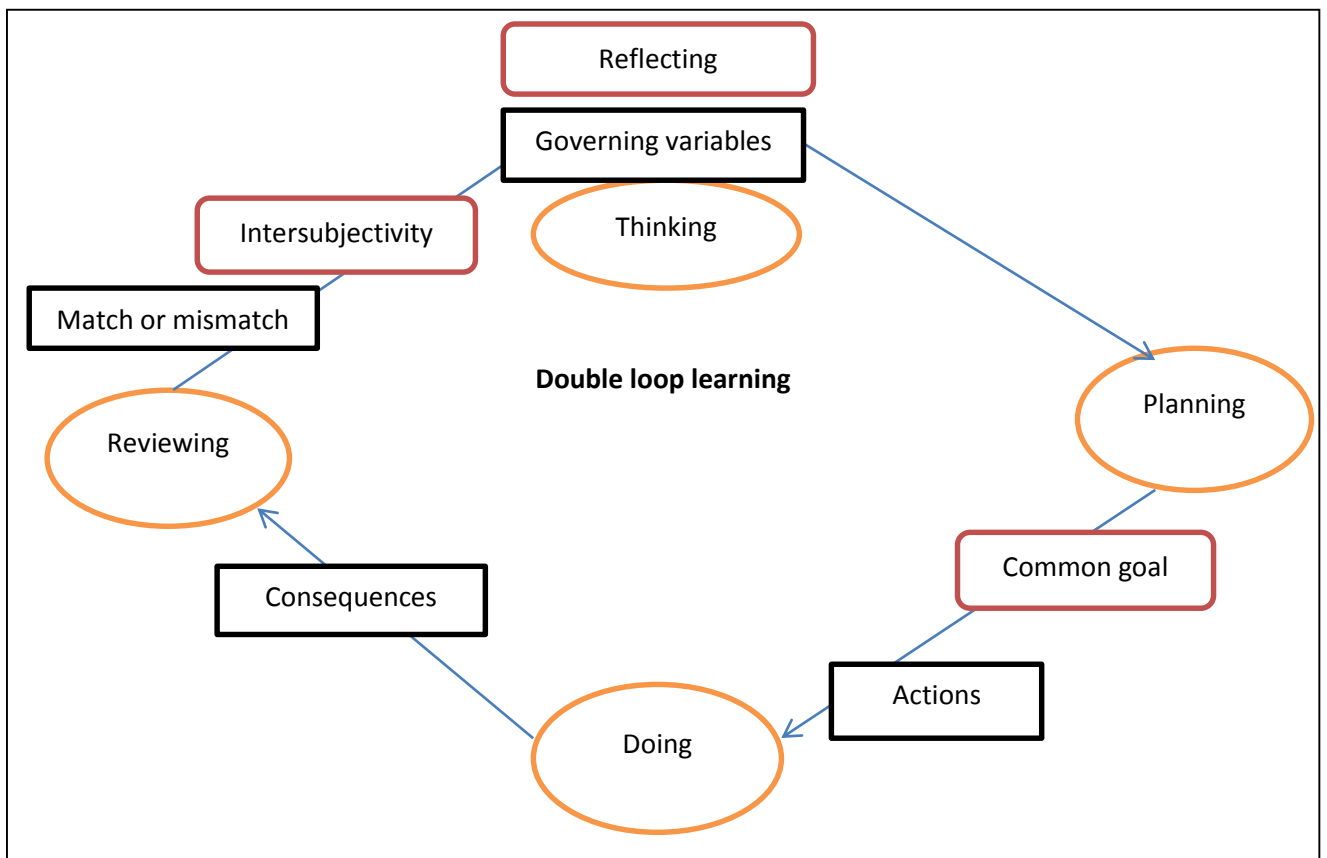 Reflecting
Governing variables
Intersubjectivity
Thinking
Match or mismatch
Double loop learning
Planning
Reviewing
Common goal
Consequences
Actions
Doing